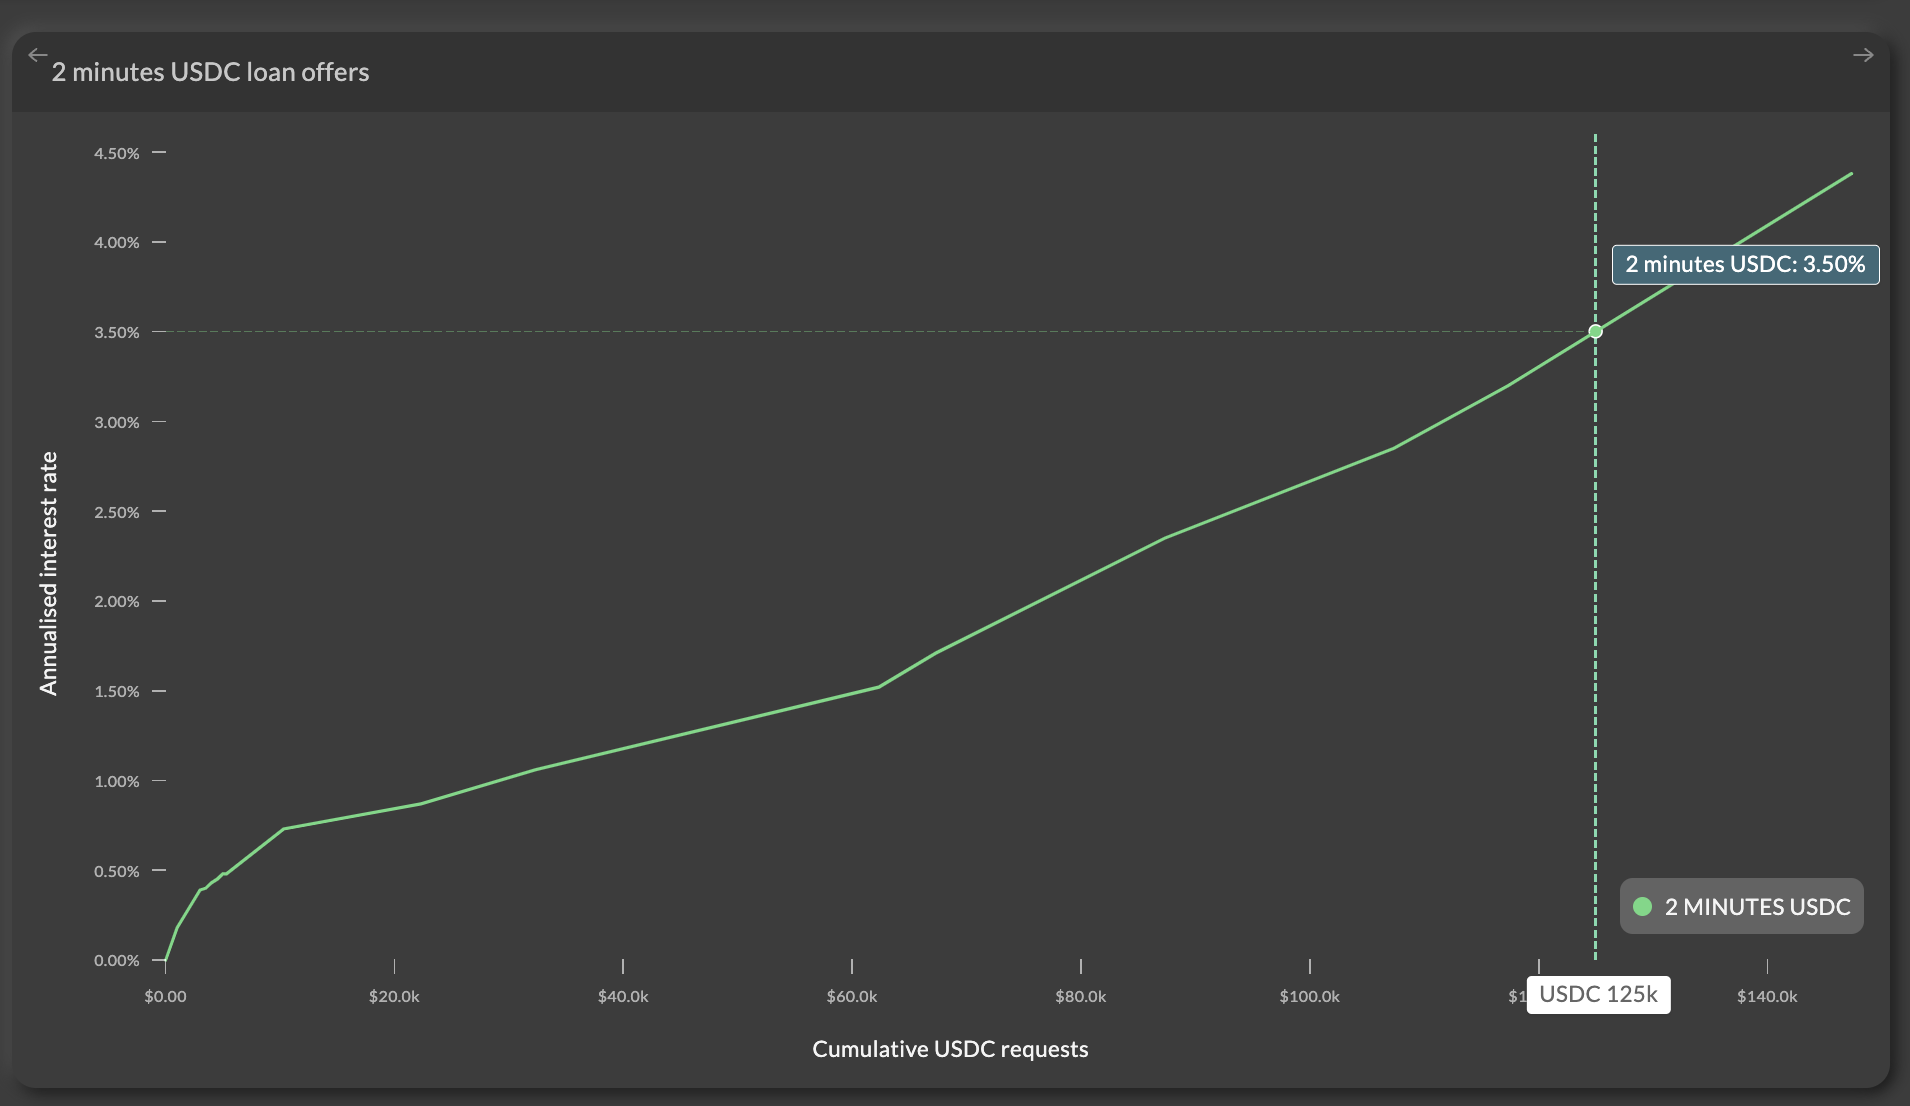 2 minutes USDC loan offers
4.50%
4.00%
2 minutes USDC: 3.50%
3.50%
3.00%
2.50%
2.00%
1.50%
1.00%
0.50%
0.00%
Annualised interest rate
2 MINUTES USDC
$0.00 $20.0k $40.0k $60.0k $80.0k $100.0k $1 USDC 125k $140.0k
Cumulative USDC requests